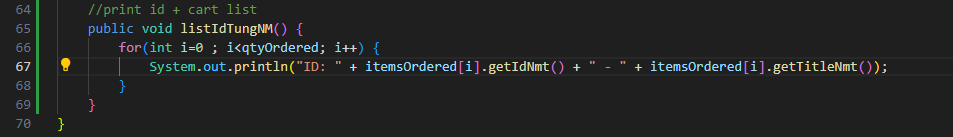 64 //print id + cart list
65 public void listIdTungNM() {
66 for(int i=0 ; i<qtyOrdered; i++) {
67 System.out.println("ID: " + itemsOrdered[i].getIdNmt() + " - " + itemsOrdered[i].getTitleNmt());
68 }
69 }
70 }